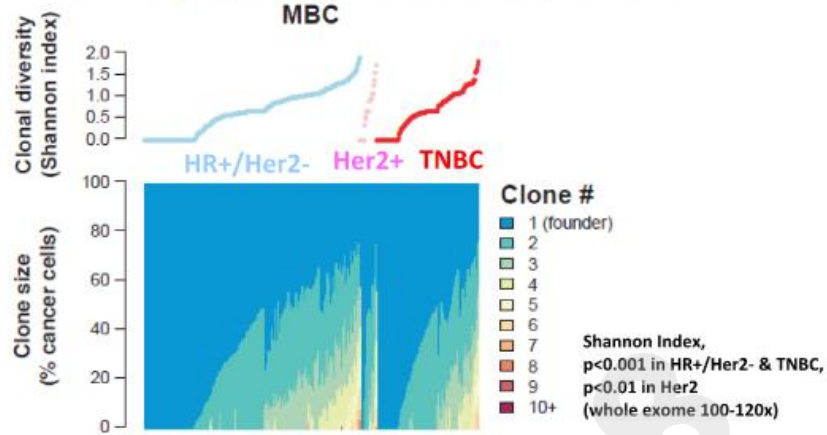 MBC
Clonal diversity
(Shannon index)
2.0
1.5
1.0
0.5
0.0
HR+/Her2- Her2+ TNBC
Clone size
(% cancer cells)
100
80
60
40
20
0
Clone #
1 (founder)
2
3
4
5
6
7
8
9
10+
Shannon Index,
p<0.001 in HR+/Her2- & TNBC,
p<0.01 in Her2
(whole exome 100-120x)